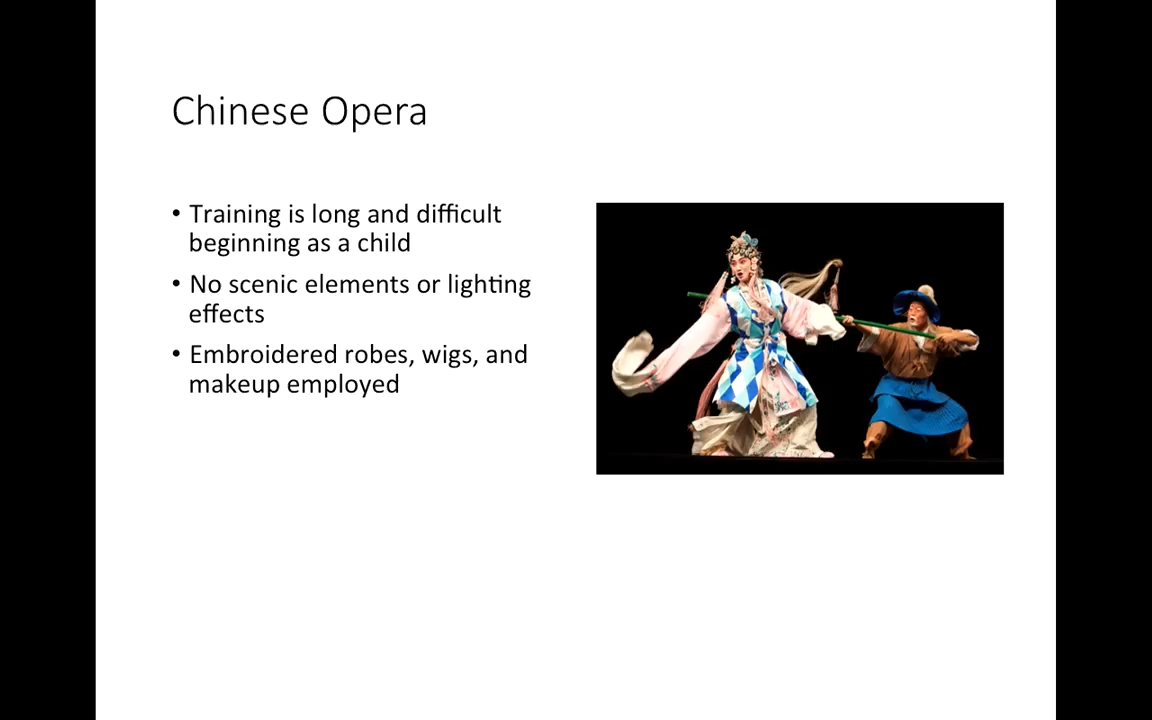 Chinese Opera
• Training is long and difficult
beginning as a child
• No scenic elements or lighting
effects
• Embroidered robes, wigs, and
makeup employed